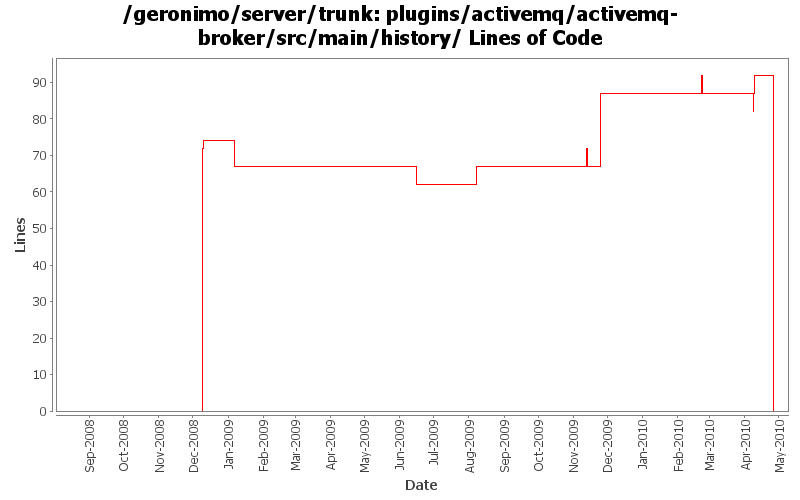 /geronimo/server/trunk: plugins/activemq/activemq-
broker/src/main/history/ Lines of Code
90
80
70
60
50
40
30
20
10
0
Lines
Sep-2008
Oct-2008
Nov-2008
Dec-2008
Jan-2009
Feb-2009
Mar-2009
Apr-2009
May-2009
Jun-2009
Jul-2009
Aug-2009
Sep-2009
Oct-2009
Nov-2009
Dec-2009
Jan-2010
Feb-2010
Mar-2010
Apr-2010
May-2010
Date